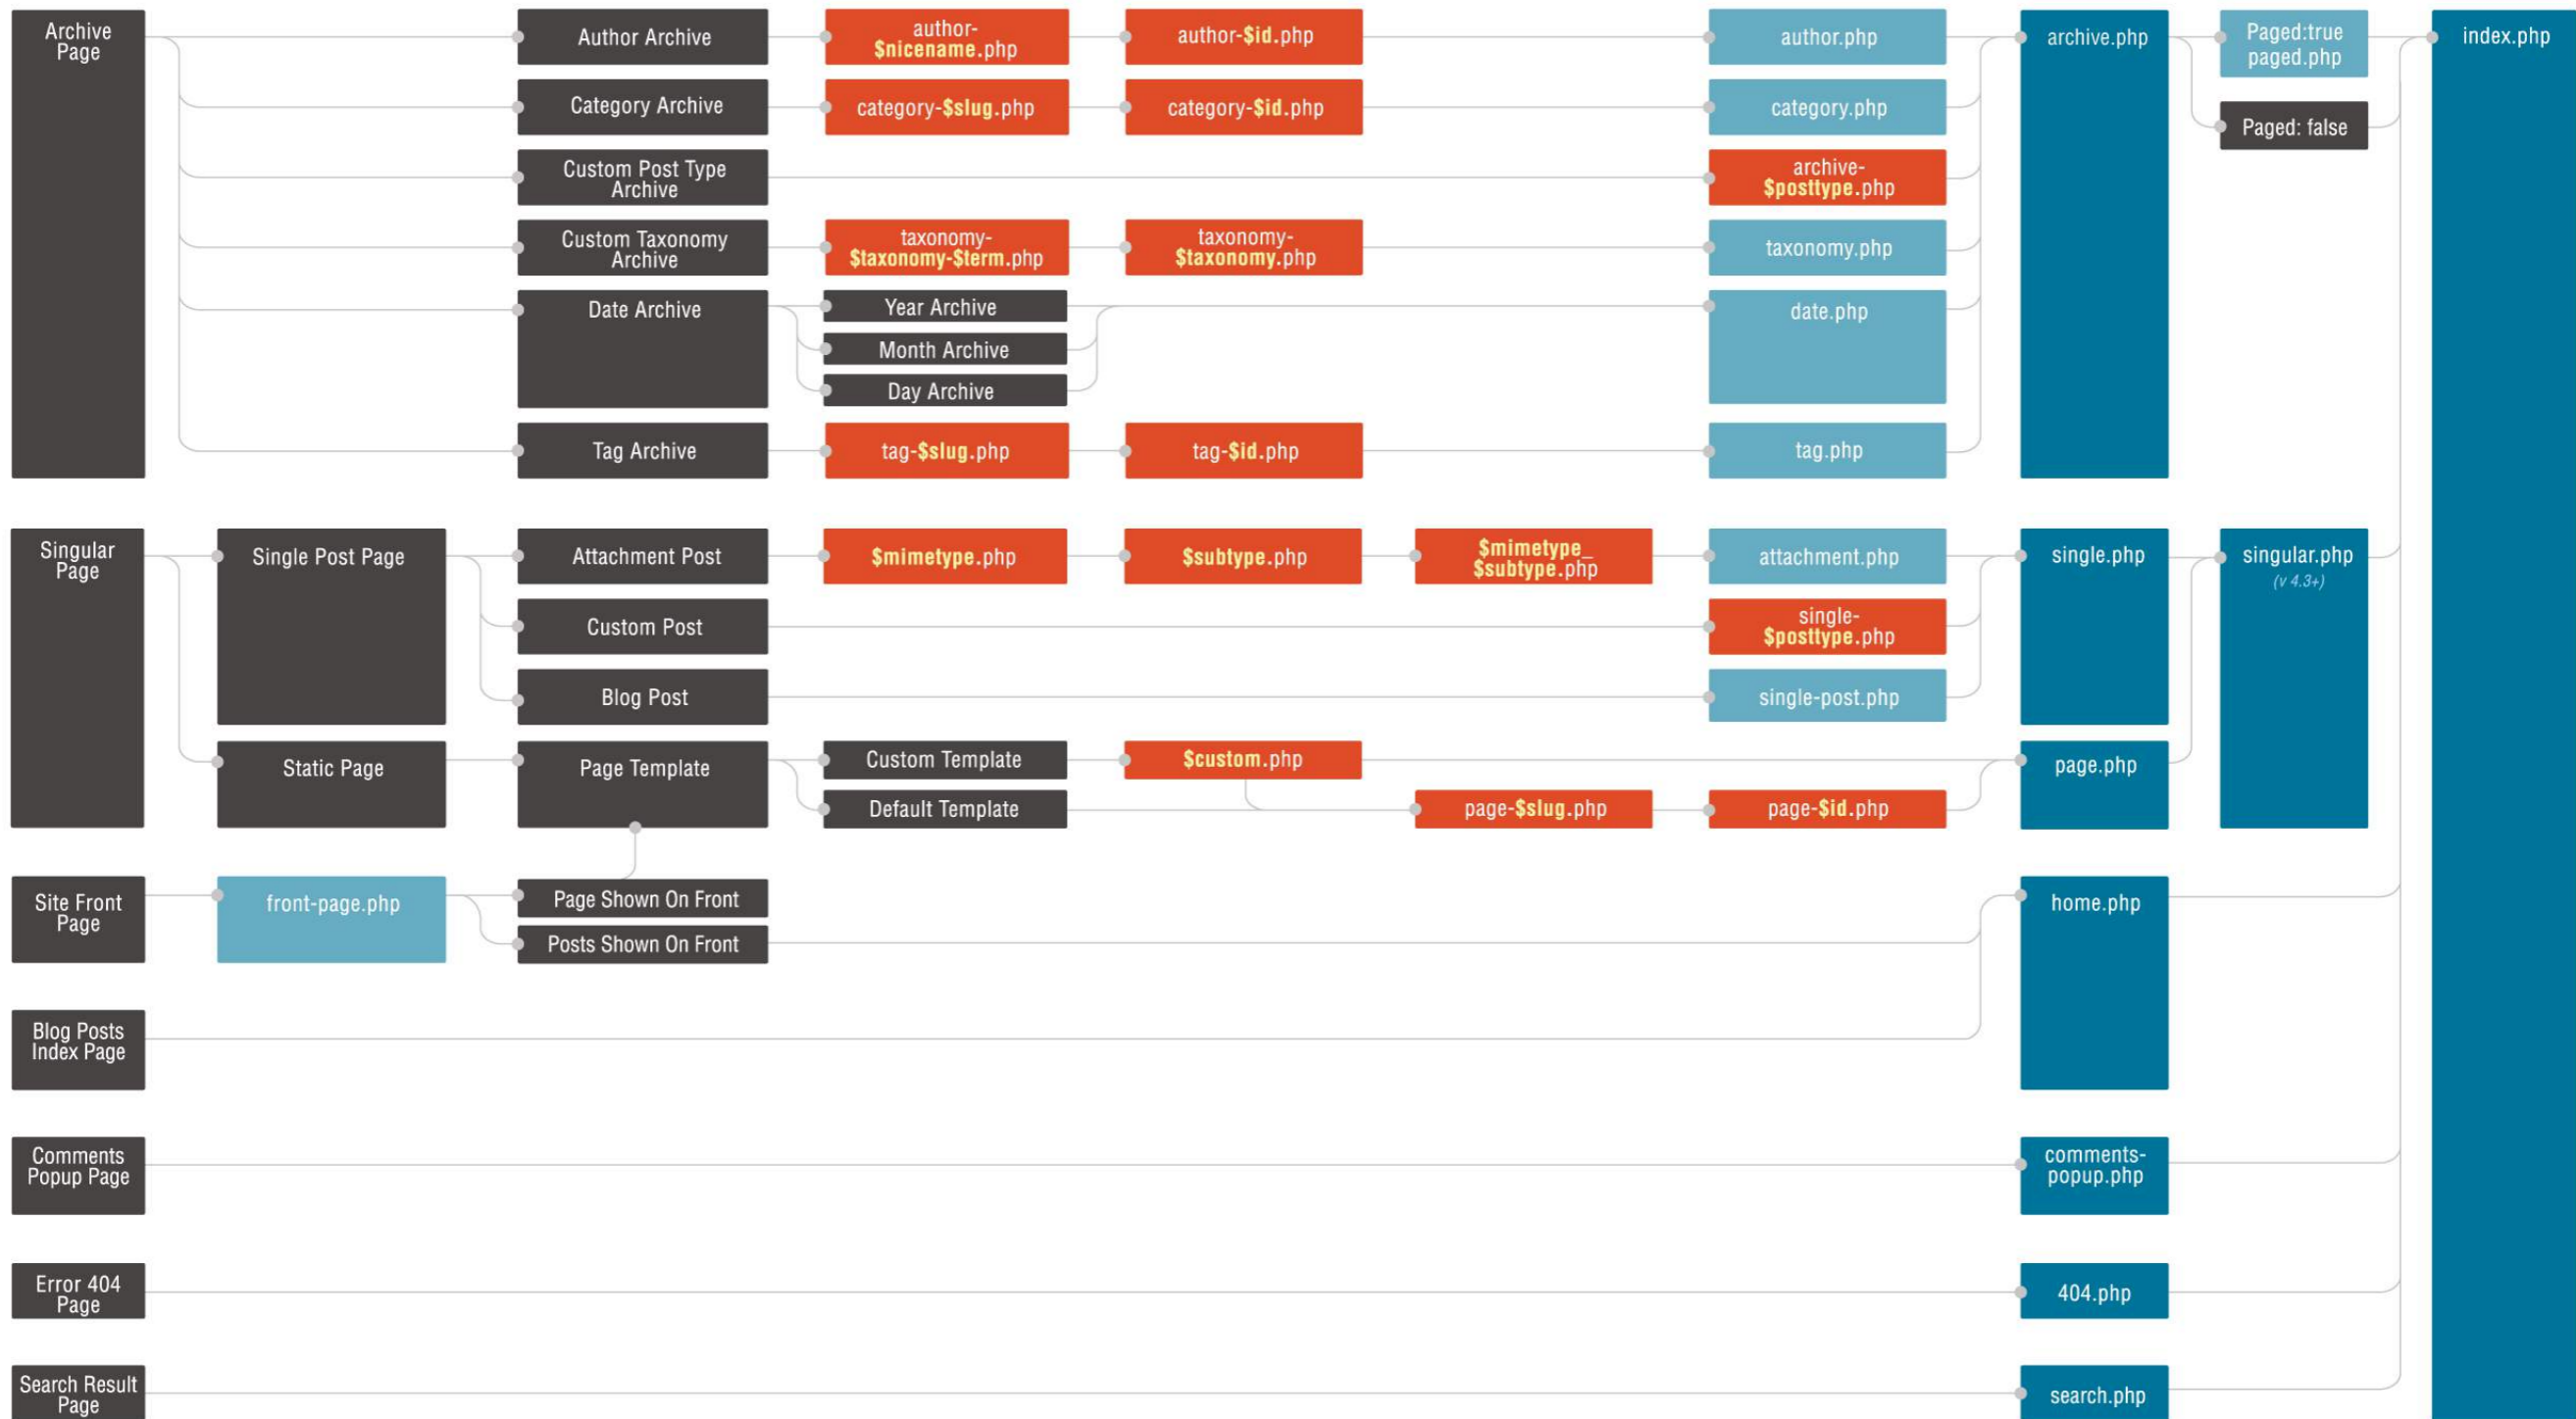 Archive
Page
Author Archive
author-
$nicename.php
author-$id.php
author.php
archive.php
Paged:true
paged.php
index.php
Category Archive
category-$slug.php
category-$id.php
category.php
Paged: false
Custom Post Type
Archive
archive-
$posttype.php
Custom Taxonomy
Archive
taxonomy-
$taxonomy-$term.php
taxonomy-
$taxonomy.php
taxonomy.php
Date Archive
Year Archive
Month Archive
Day Archive
date.php
Tag Archive
tag-$slug.php
tag-$id.php
tag.php
Singular
Page
Single Post Page
Attachment Post
$mimetype.php
$subtype.php
$mimetype_
$subtype.php
attachment.php
single.php
singular.php
(v 4.3+)
Custom Post
single-
$posttype.php
Blog Post
single-post.php
Static Page
Page Template
Custom Template
$custom.php
page.php
Default Template
page-$slug.php
page-$id.php
Site Front
Page
front-page.php
Page Shown On Front
Posts Shown On Front
home.php
Blog Posts
Index Page
Comments
Popup Page
comments-
popup.php
Error 404
Page
404.php
Search Result
Page
search.php